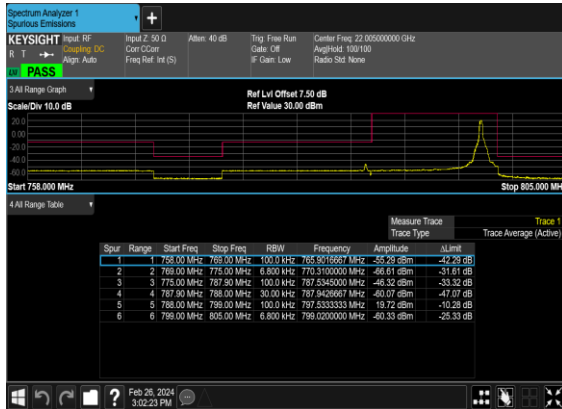 Spectrum Analyzer 1
Spurious Emissions
KEYSIGHT Input: RF Input Z: 50 Ω Atten: 40 dB Trig: Free Run Center Freq: 22.005000000 GHz
R T Coupling: DC Corr CCorr Gate: Off Avg|Hold: 100/100
Align: Auto Freq Ref: Int (S) IF Gain: Low Radio Std: None
PASS
3 All Range Graph Ref Lvl Offset 7.50 dB
Scale/Div 10.0 dB Ref Value 30.00 dBm
20.0
0.00
-20.0
-40.0
-60.0
Start 758.000 MHz Stop 805.000 MH
4 All Range Table
Measure Trace Trace 1
Trace Type Trace Average (Active)
Spur Range Start Freq Stop Freq RBW Frequency Amplitude ΔLimit
1 1 758.00 MHz 769.00 MHz 100.0 kHz 765.9016667 MHz -55.29 dBm -42.29 dB
2 2 769.00 MHz 775.00 MHz 6.800 kHz 770.3100000 MHz -66.61 dBm -31.61 dB
3 3 775.00 MHz 787.90 MHz 100.0 kHz 787.5345000 MHz -46.32 dBm -33.32 dB
4 4 787.90 MHz 788.00 MHz 30.00 kHz 787.9426667 MHz -60.07 dBm -47.07 dB
5 5 788.00 MHz 799.00 MHz 100.0 kHz 797.5333333 MHz 19.72 dBm -10.28 dB
6 6 799.00 MHz 805.00 MHz 6.800 kHz 799.0200000 MHz -60.33 dBm -25.33 dB
Feb 26, 2024
3:02:23 PM